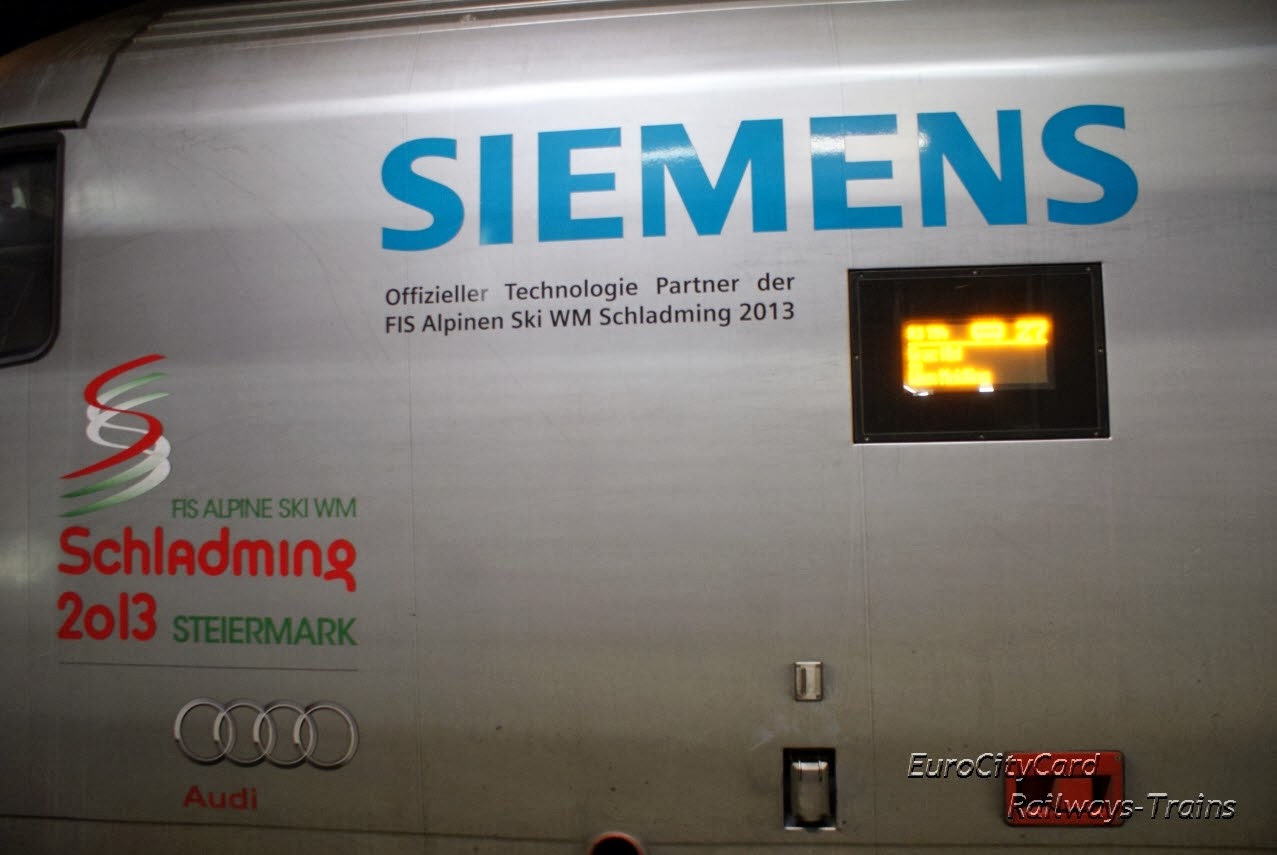 SIEMENS
Offizieller Technologie Partner der
FIS Alpinen Ski WM Schladming 2013
22
FIS ALPINE SKI WM
Schladming
2013 STEIERMARK
Audi
EuroCityCard
Railways-Trains